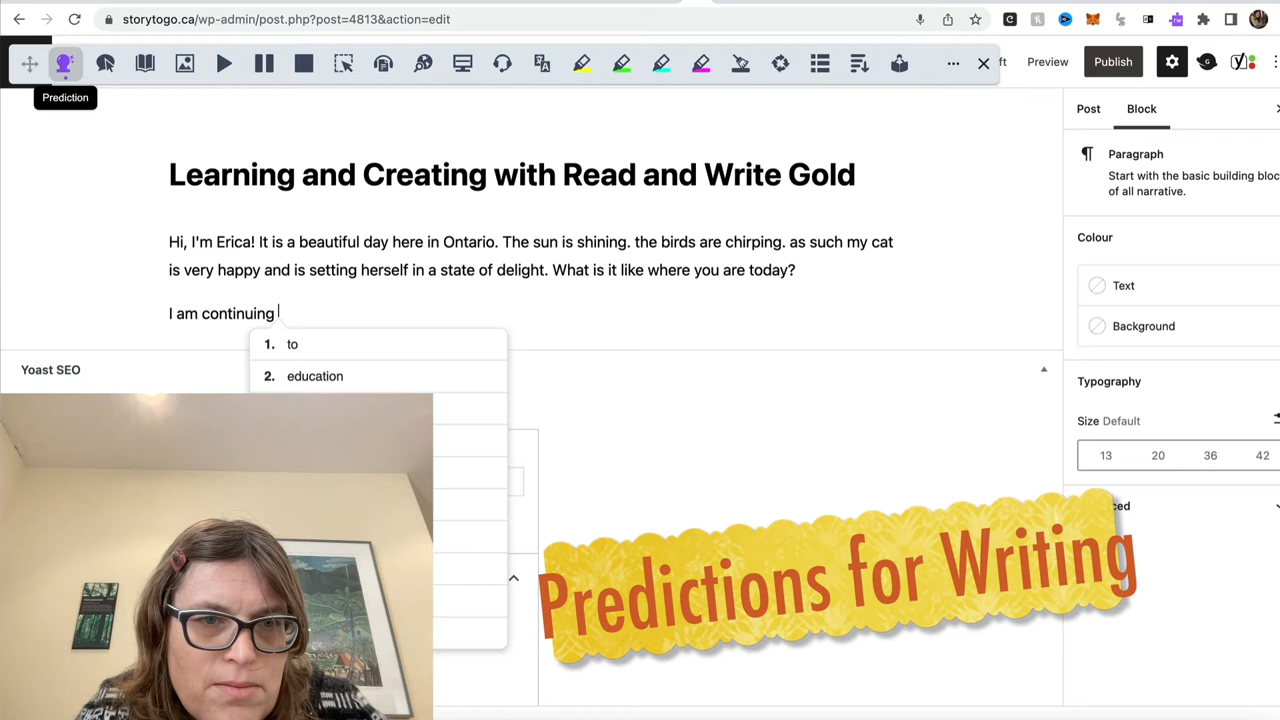 storytogo.ca/wp-admin/post.php?post=4813&action=edit
ft Preview Publish
Prediction
Post Block
Learning and Creating with Read and Write Gold
Paragraph
Start with the basic building bloc
of all narrative.
Hi, I'm Erica! It is a beautiful day here in Ontario. The sun is shining. the birds are chirping. as such my cat
is very happy and is setting herself in a state of delight. What is it like where you are today?
Colour
Text
Background
I am continuing
1. to
2. education
Yoast SEO
Typography
Size Default
13 20 36 42
ced
Predictions for Writing